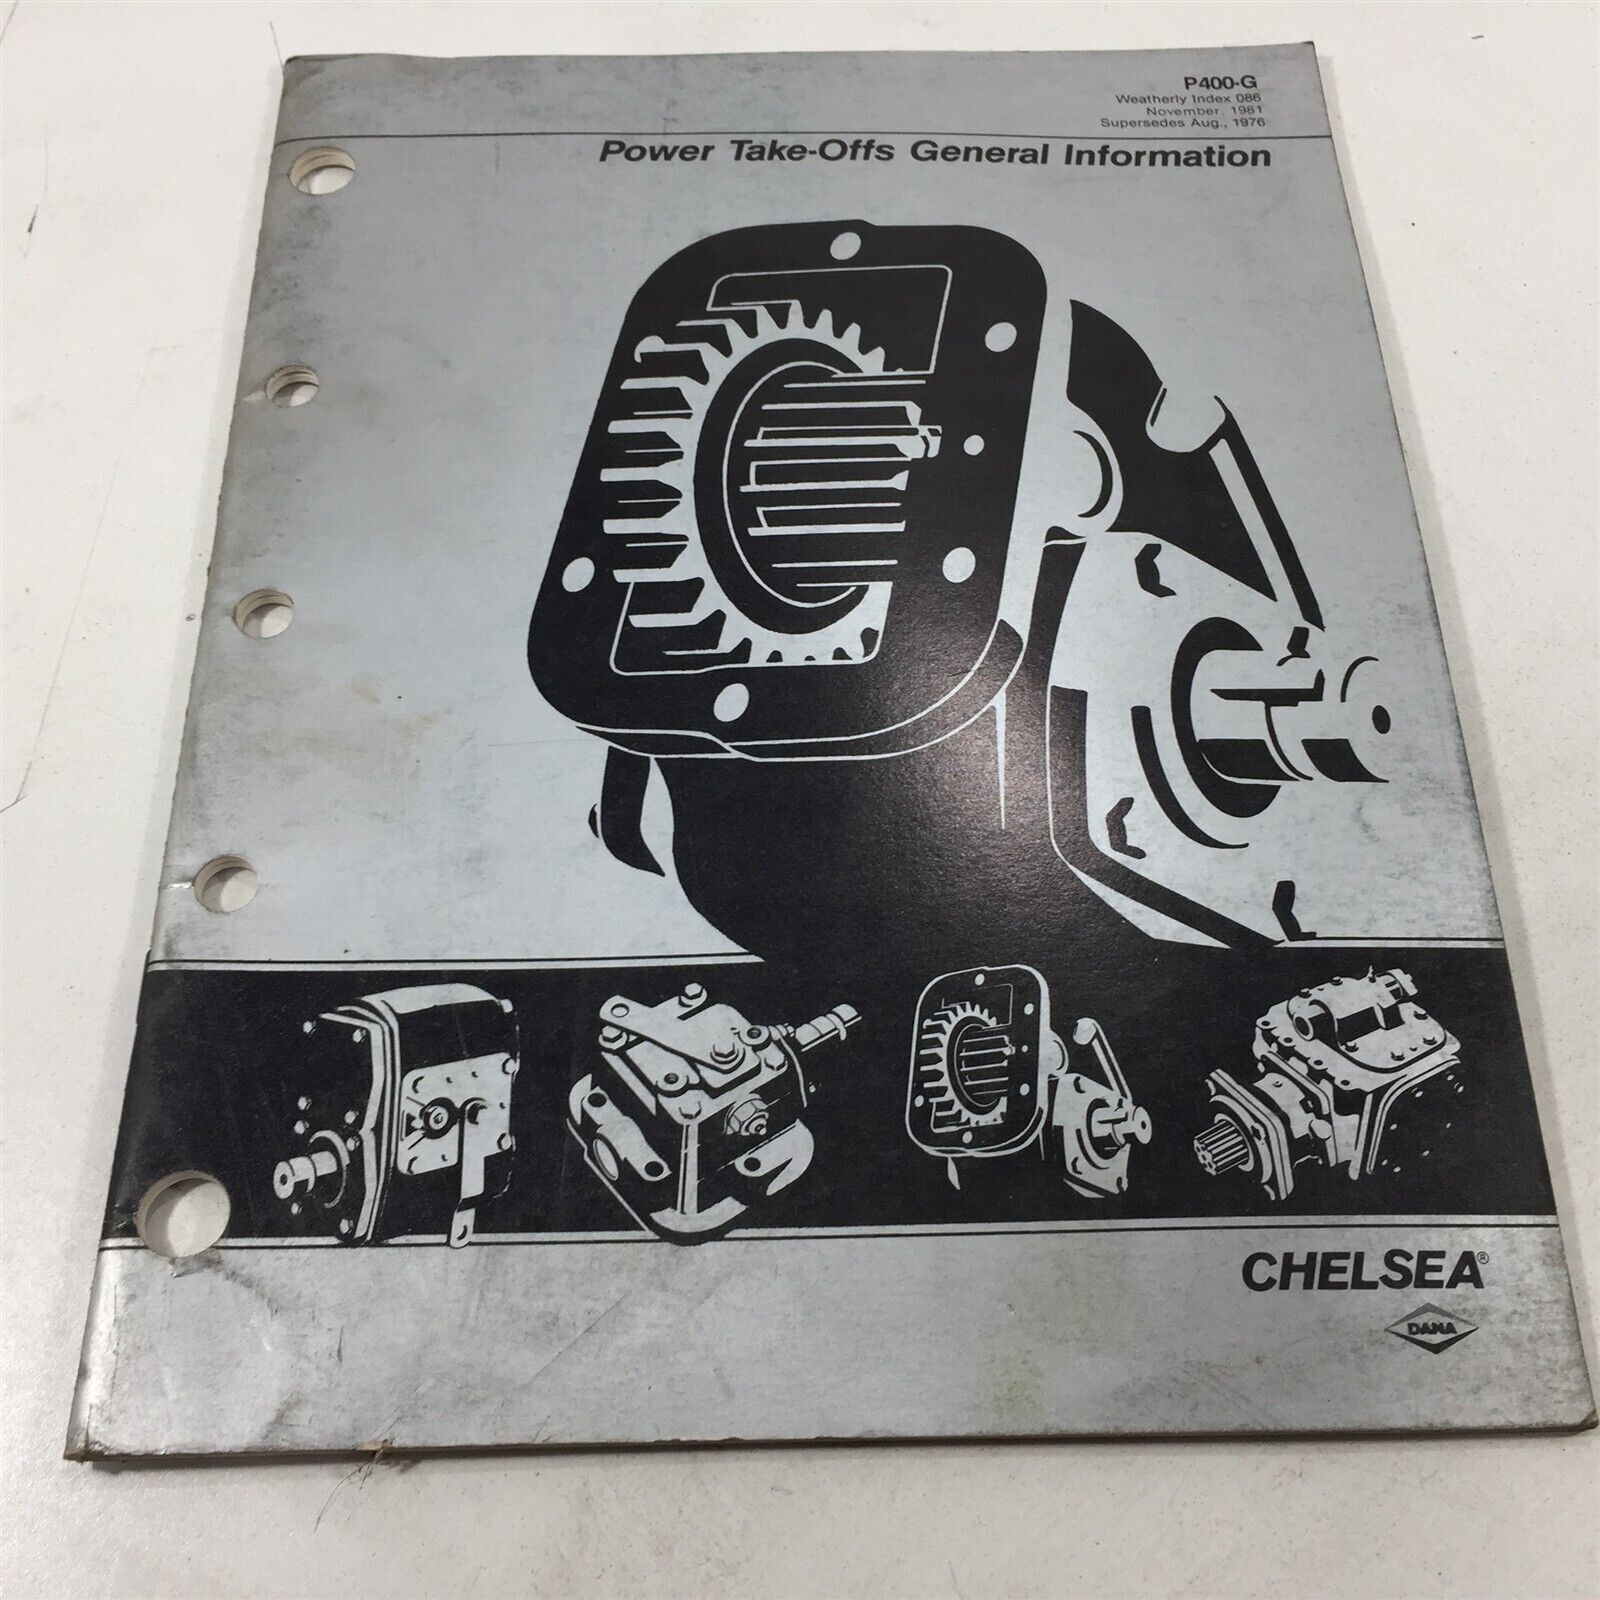 P400-G
Weatherly Index 086
November, 1981
Supersedes Aug., 1976
Power Take-Offs General Information
CHELSEA®
DANA